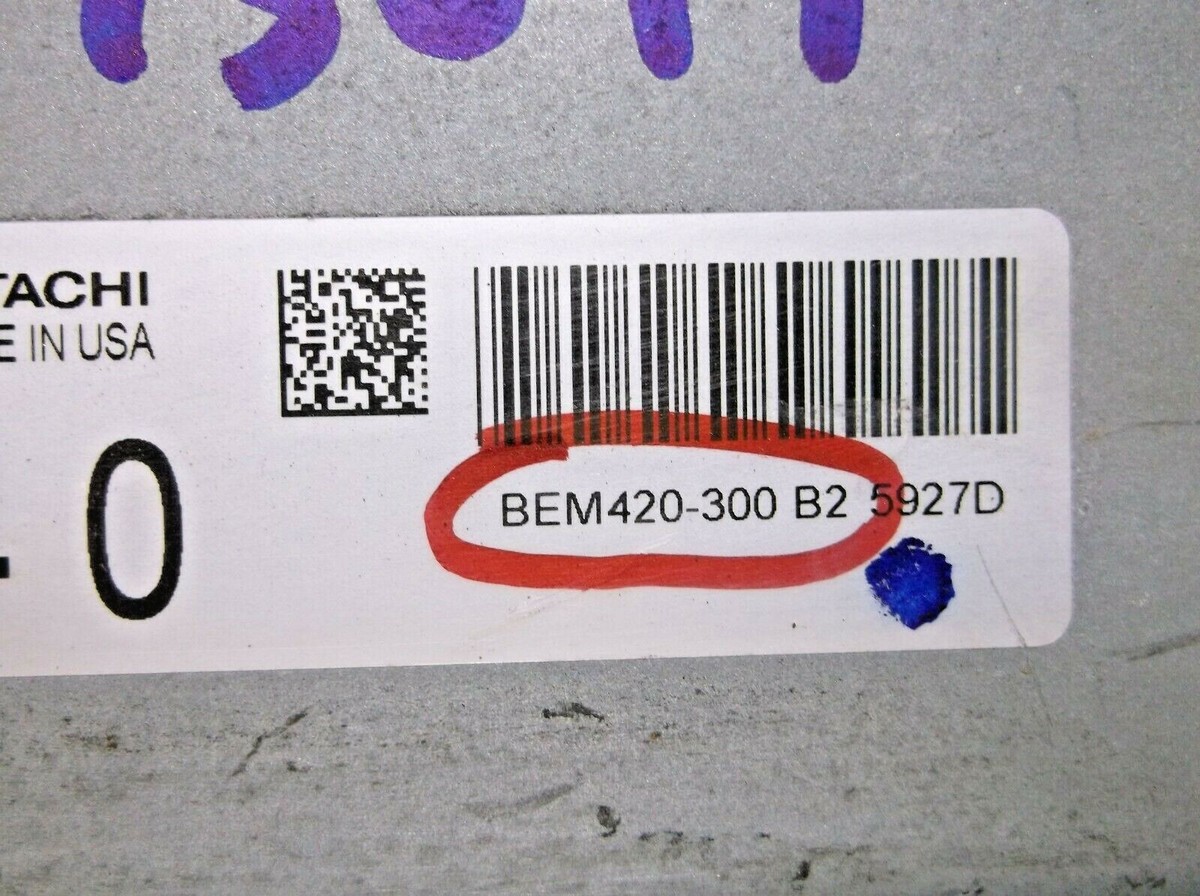 TACHI
E IN USA
0
BEM420-300 B2 5927D